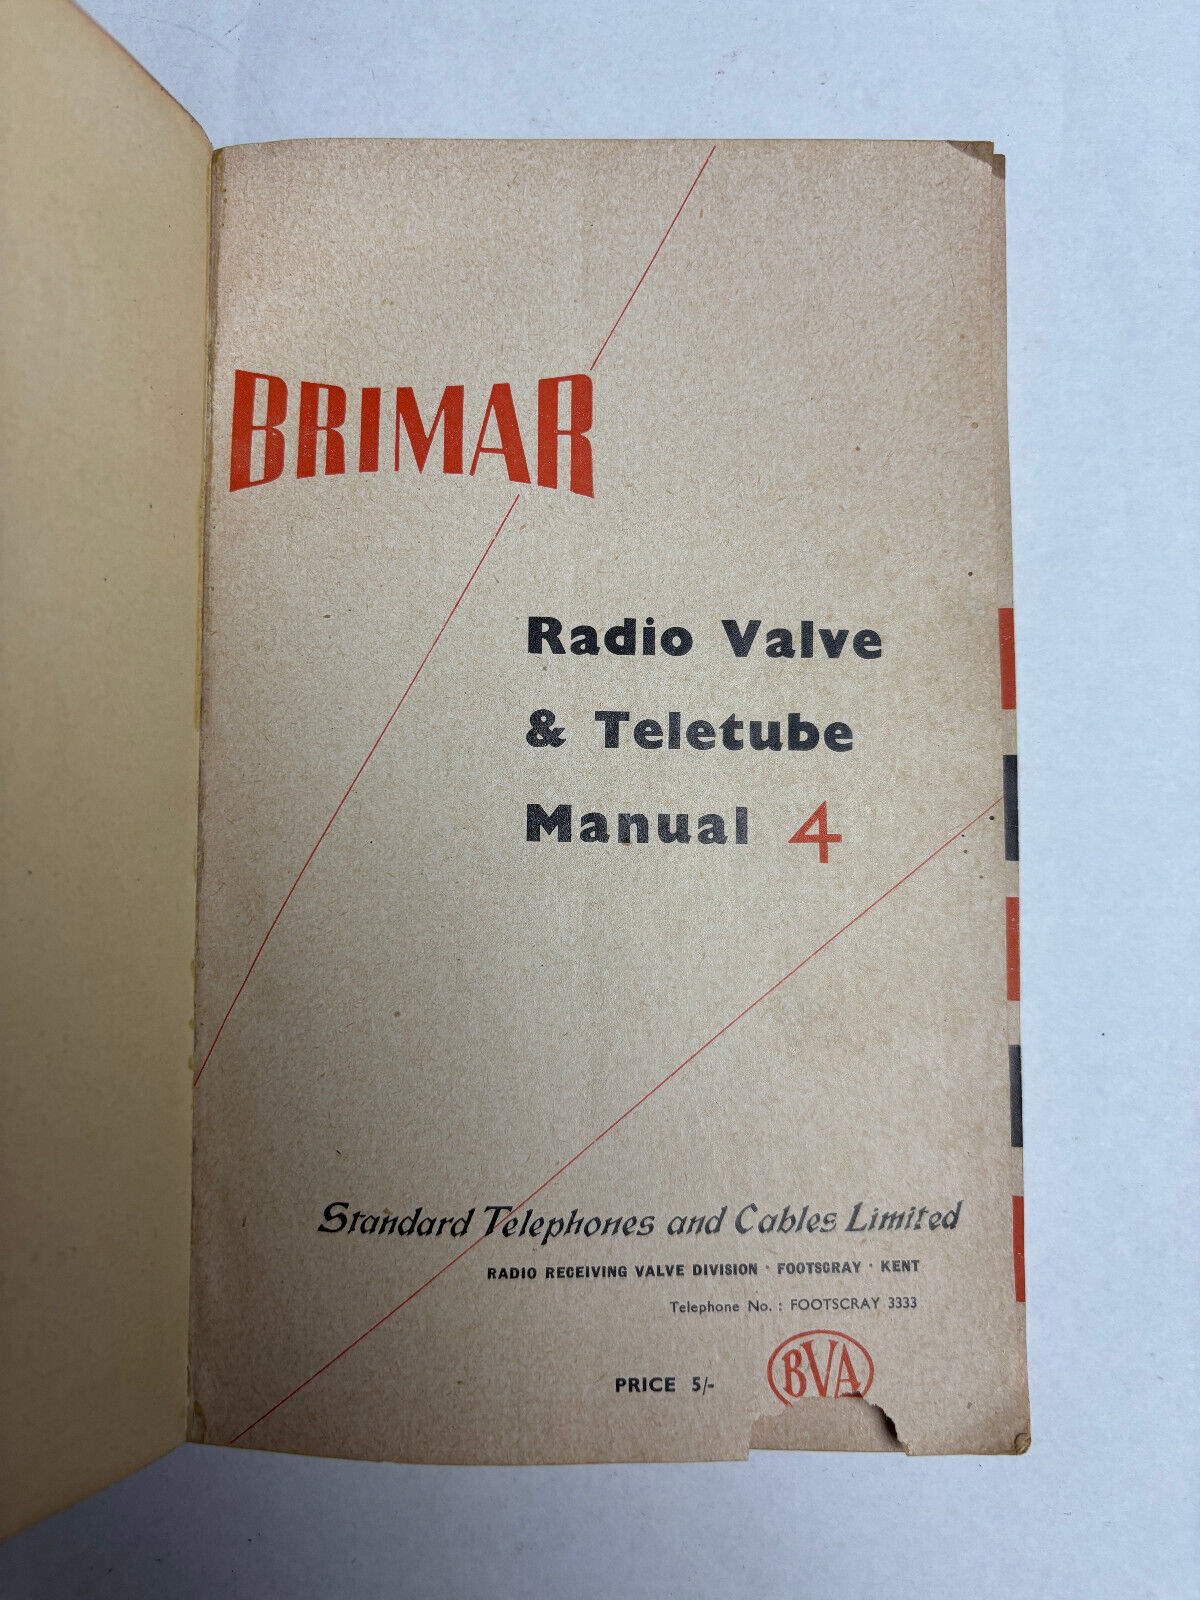 BRIMAR
Radio Valve
& Teletube
Manual 4
Standard Telephones and Cables Limited
RADIO RECEIVING VALVE DIVISION · FOOTSCRAY · KENT
Telephone No. : FOOTSCRAY 3333
PRICE 5/-
BVA